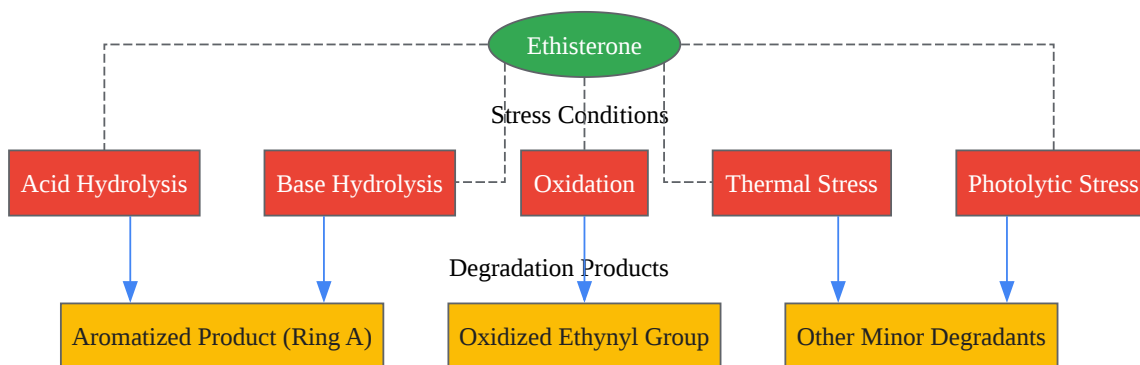 Ethisterone
Stress Conditions
Acid Hydrolysis
Base Hydrolysis
Oxidation
Thermal Stress
Photolytic Stress
Degradation Products
Aromatized Product (Ring A)
Oxidized Ethynyl Group
Other Minor Degradants